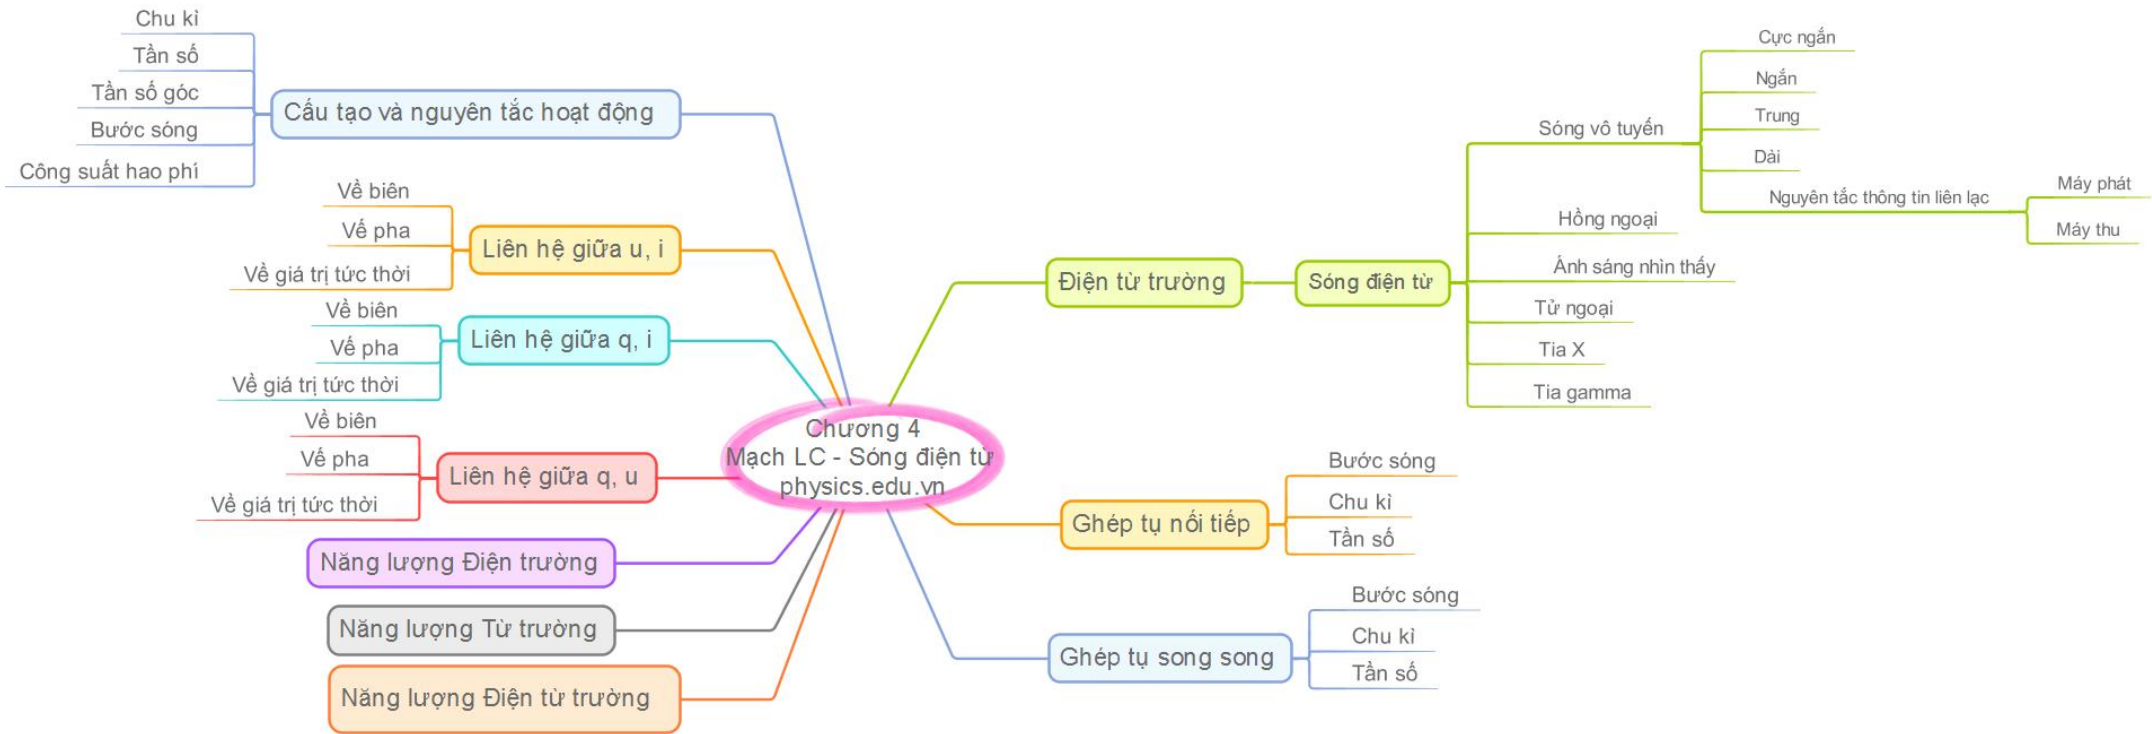 Chương 4
Mạch LC - Sóng điện từ
physics.edu.vn
Cấu tạo và nguyên tắc hoạt động
Chu kì
Tần số
Tần số góc
Bước sóng
Công suất hao phí
Liên hệ giữa u, i
Về biên
Vế pha
Về giá trị tức thời
Liên hệ giữa q, i
Về biên
Vế pha
Về giá trị tức thời
Liên hệ giữa q, u
Về biên
Vế pha
Về giá trị tức thời
Năng lượng Điện trường
Năng lượng Từ trường
Năng lượng Điện từ trường
Điện từ trường
Sóng điện từ
Sóng vô tuyến
Cực ngắn
Ngắn
Trung
Dài
Nguyên tắc thông tin liên lạc
Máy phát
Máy thu
Hồng ngoại
Ánh sáng nhìn thấy
Tử ngoại
Tia X
Tia gamma
Ghép tụ nối tiếp
Bước sóng
Chu kì
Tần số
Ghép tụ song song
Bước sóng
Chu kì
Tần số